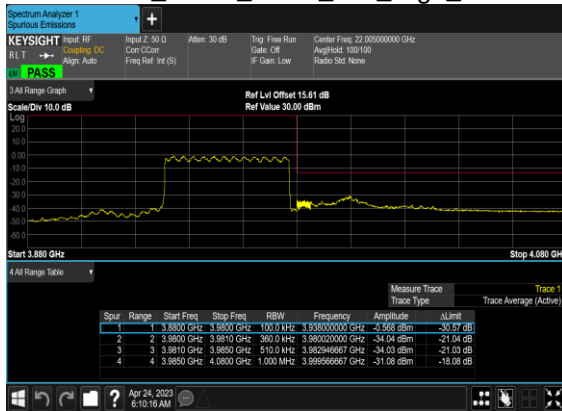 Spectrum Analyzer 1
Spurious Emissions
+
KEYSIGHT Input: RF Input Z: 50 Ω Atten: 30 dB Trig: Free Run Center Freq: 22.005000000 GHz
RLT Coupling: DC Corr CCorr Gate: Off Avg|Hold: 100/100
Align: Auto Freq Ref: Int (S) IF Gain: Low Radio Std: None
PASS
3 All Range Graph
Ref Lvl Offset 15.61 dB
Scale/Div 10.0 dB Ref Value 30.00 dBm
Log
20.0
10.0
0.00
-10.0
-20.0
-30.0
-40.0
-50.0
-60.0
Start 3.880 GHz Stop 4.080 GHz
4 All Range Table
Measure Trace Trace 1
Trace Type Trace Average (Active)
Spur Range Start Freq Stop Freq RBW Frequency Amplitude ΔLimit
1 1 3.8800 GHz 3.9800 GHz 100.0 kHz 3.938000000 GHz -0.568 dBm -30.57 dB
2 2 3.9800 GHz 3.9810 GHz 360.0 kHz 3.980020000 GHz -34.04 dBm -21.04 dB
3 3 3.9810 GHz 3.9850 GHz 510.0 kHz 3.982946667 GHz -34.03 dBm -21.03 dB
4 4 3.9850 GHz 4.0800 GHz 1.000 MHz 3.999566667 GHz -31.08 dBm -18.08 dB
? Apr 24, 2023
6:10:16 AM